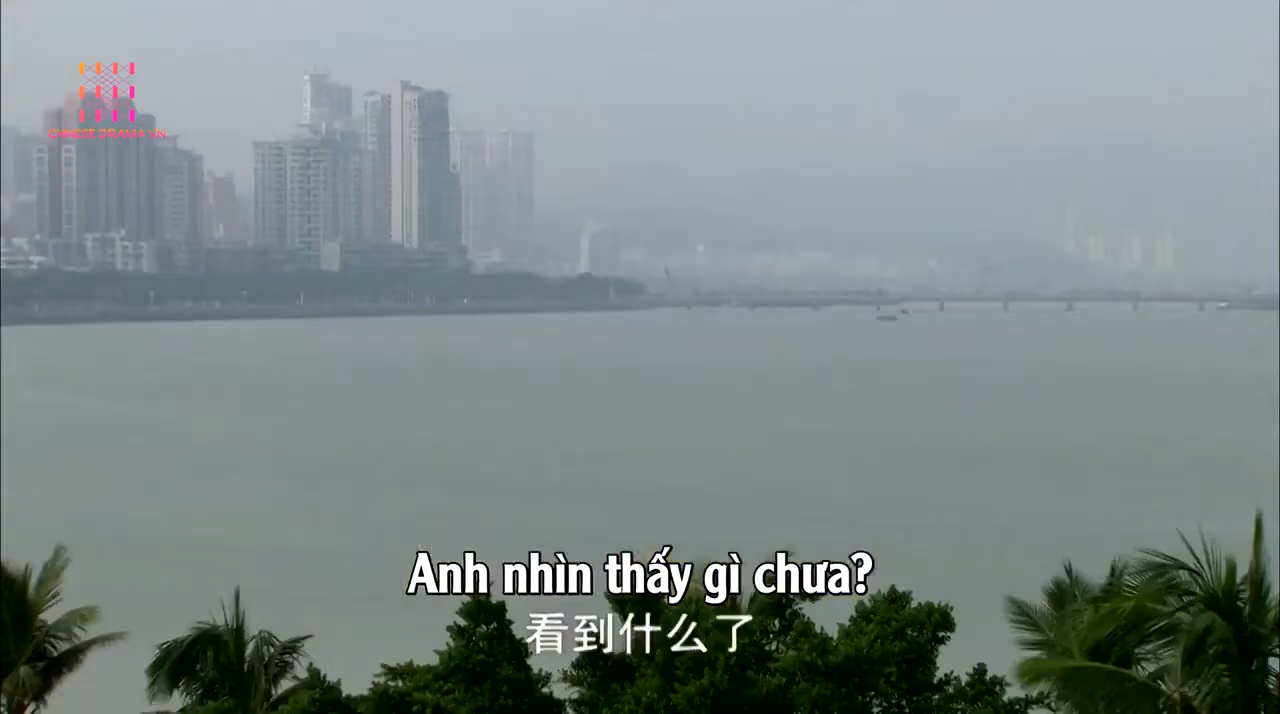 CHINESE DRAMA VN
Anh nhìn thấy gì chưa?
看到什么了